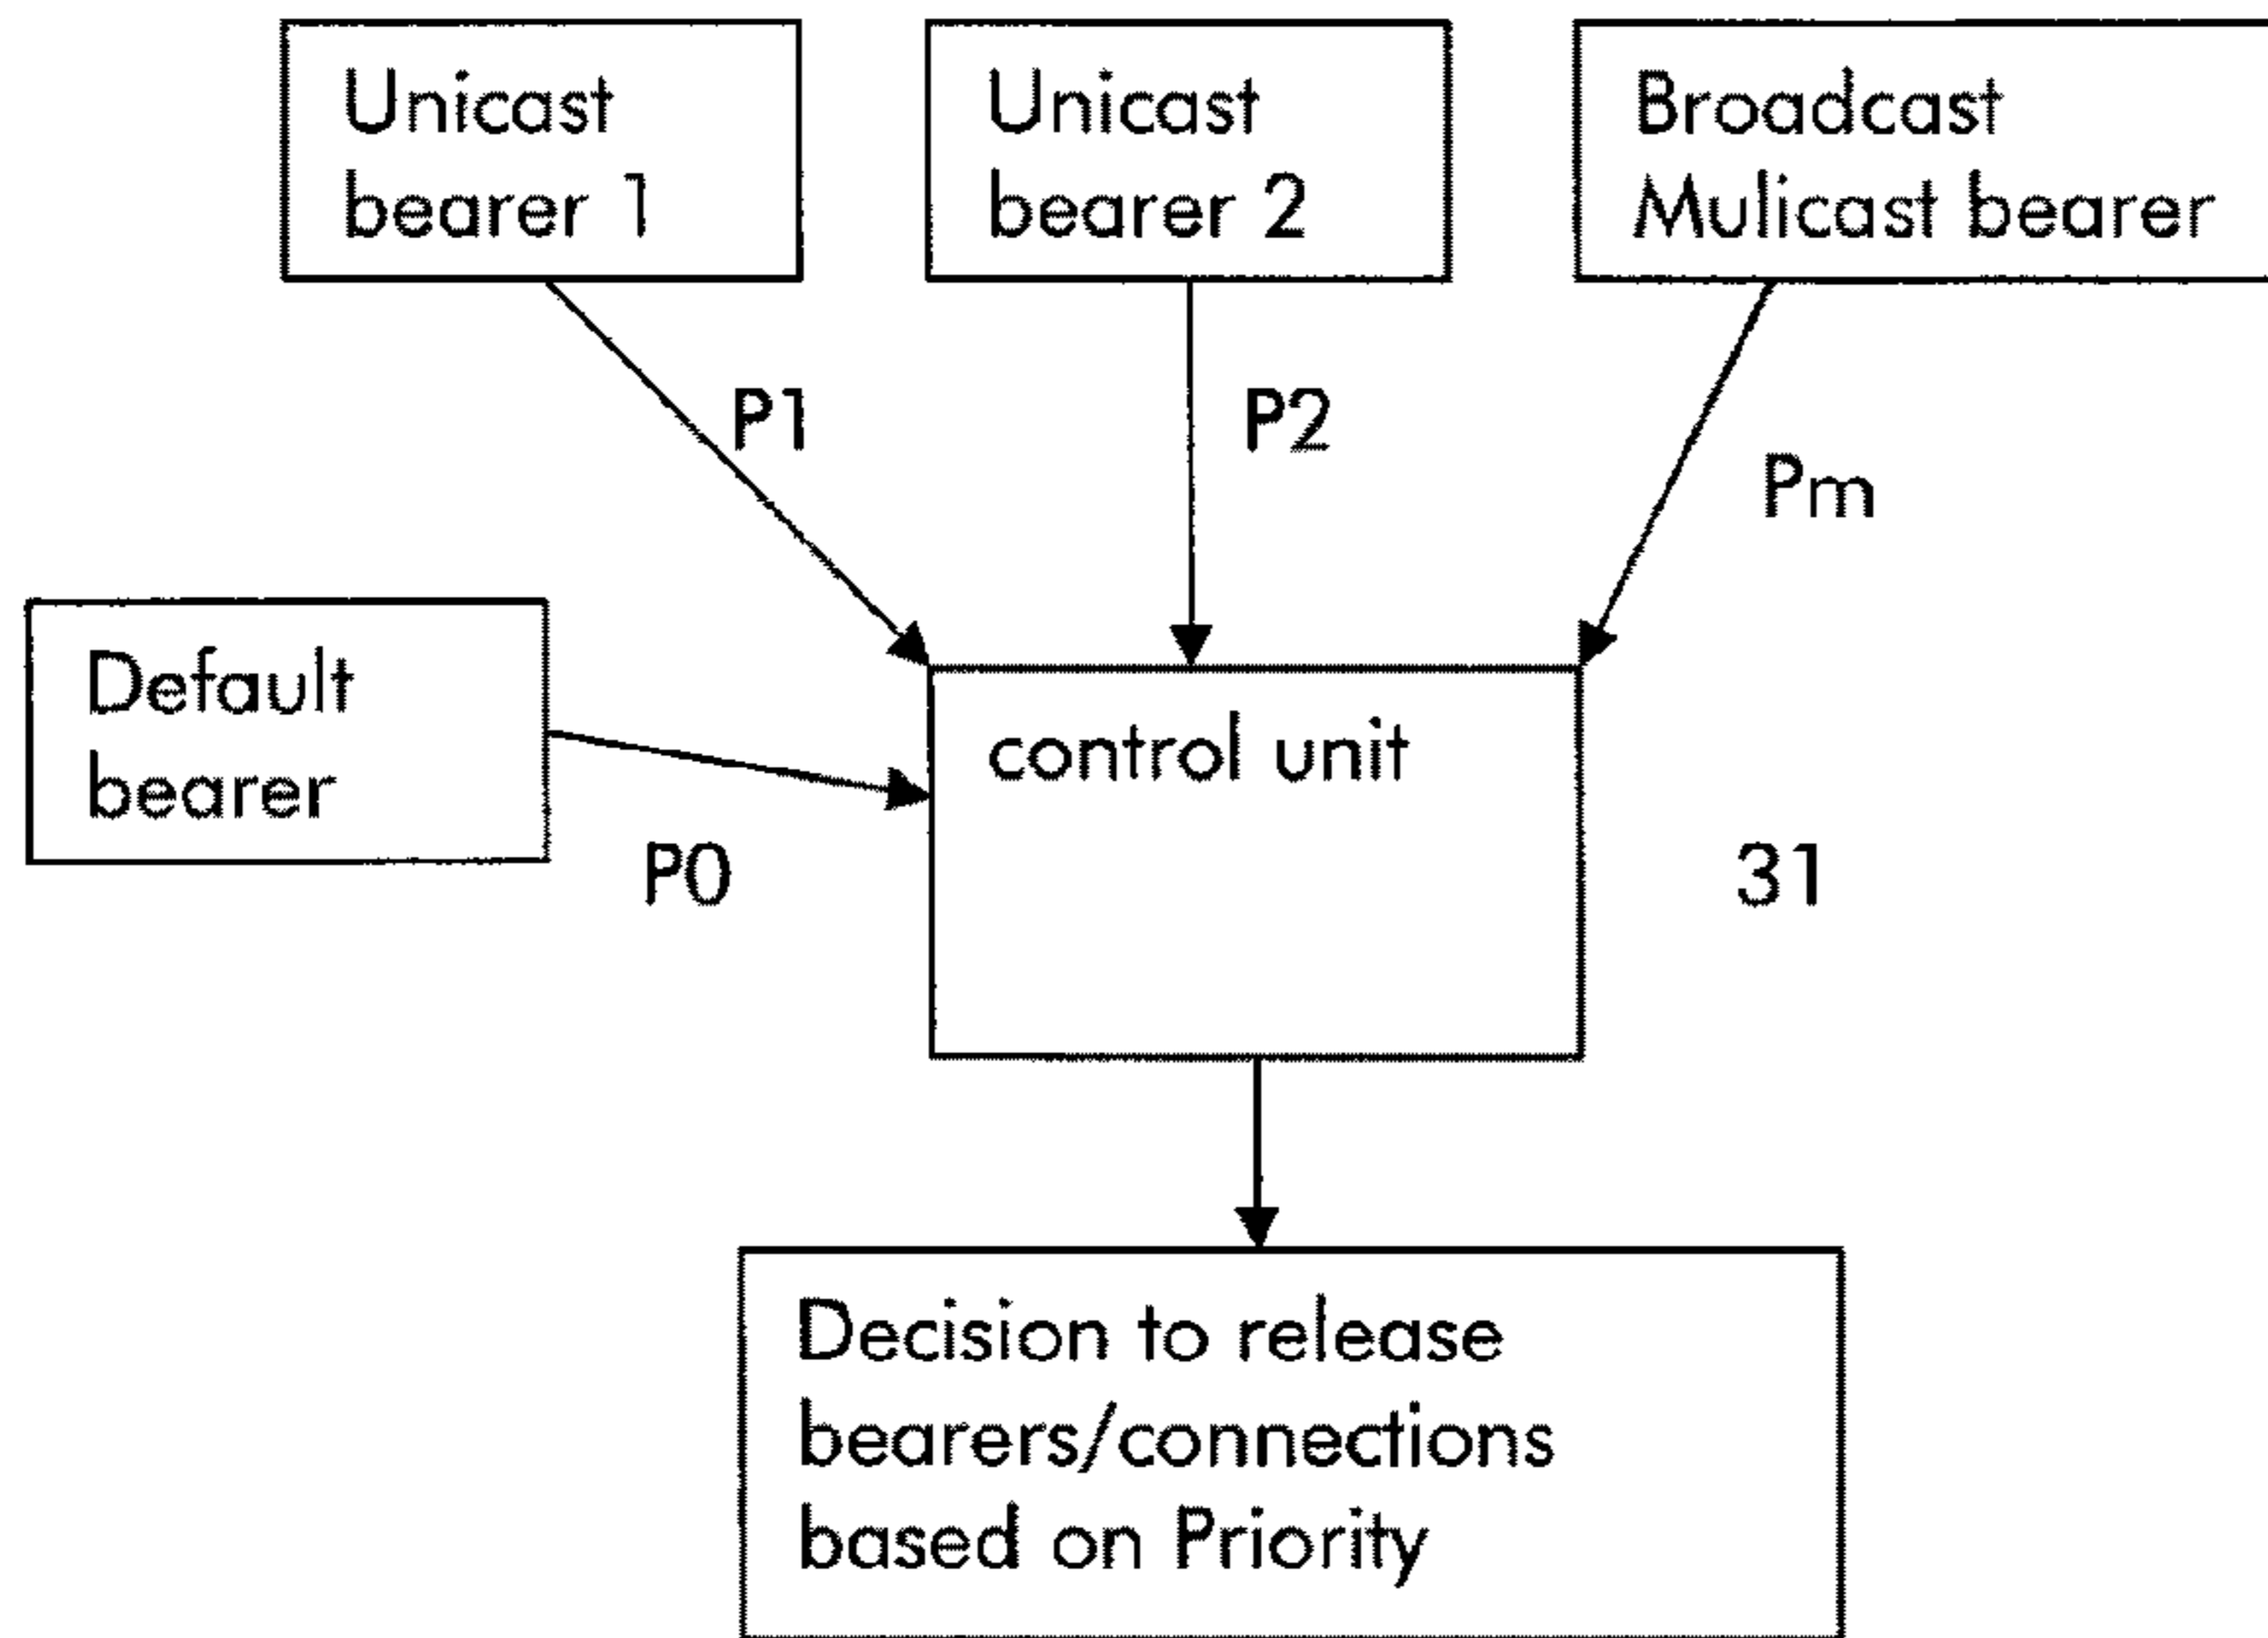 Unicast
bearer 1
Unicast
bearer 2
Broadcast
Mulicast bearer
P1
P2
Pm
Default
bearer
P0
control unit
31
Decision to release
bearers/connections
based on Priority